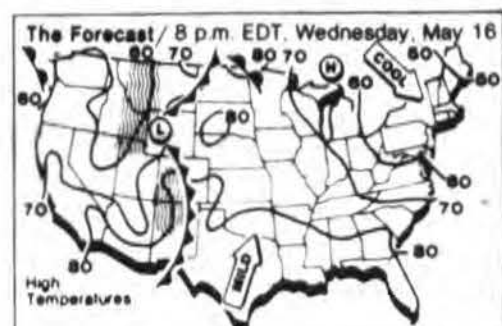 The Forecast / 8 p.m. EDT, Wednesday, May 16
60 70 80 70 60 60
60
H
COOL
L
80
60
70
70
80
80
MILD
High
Temperatures